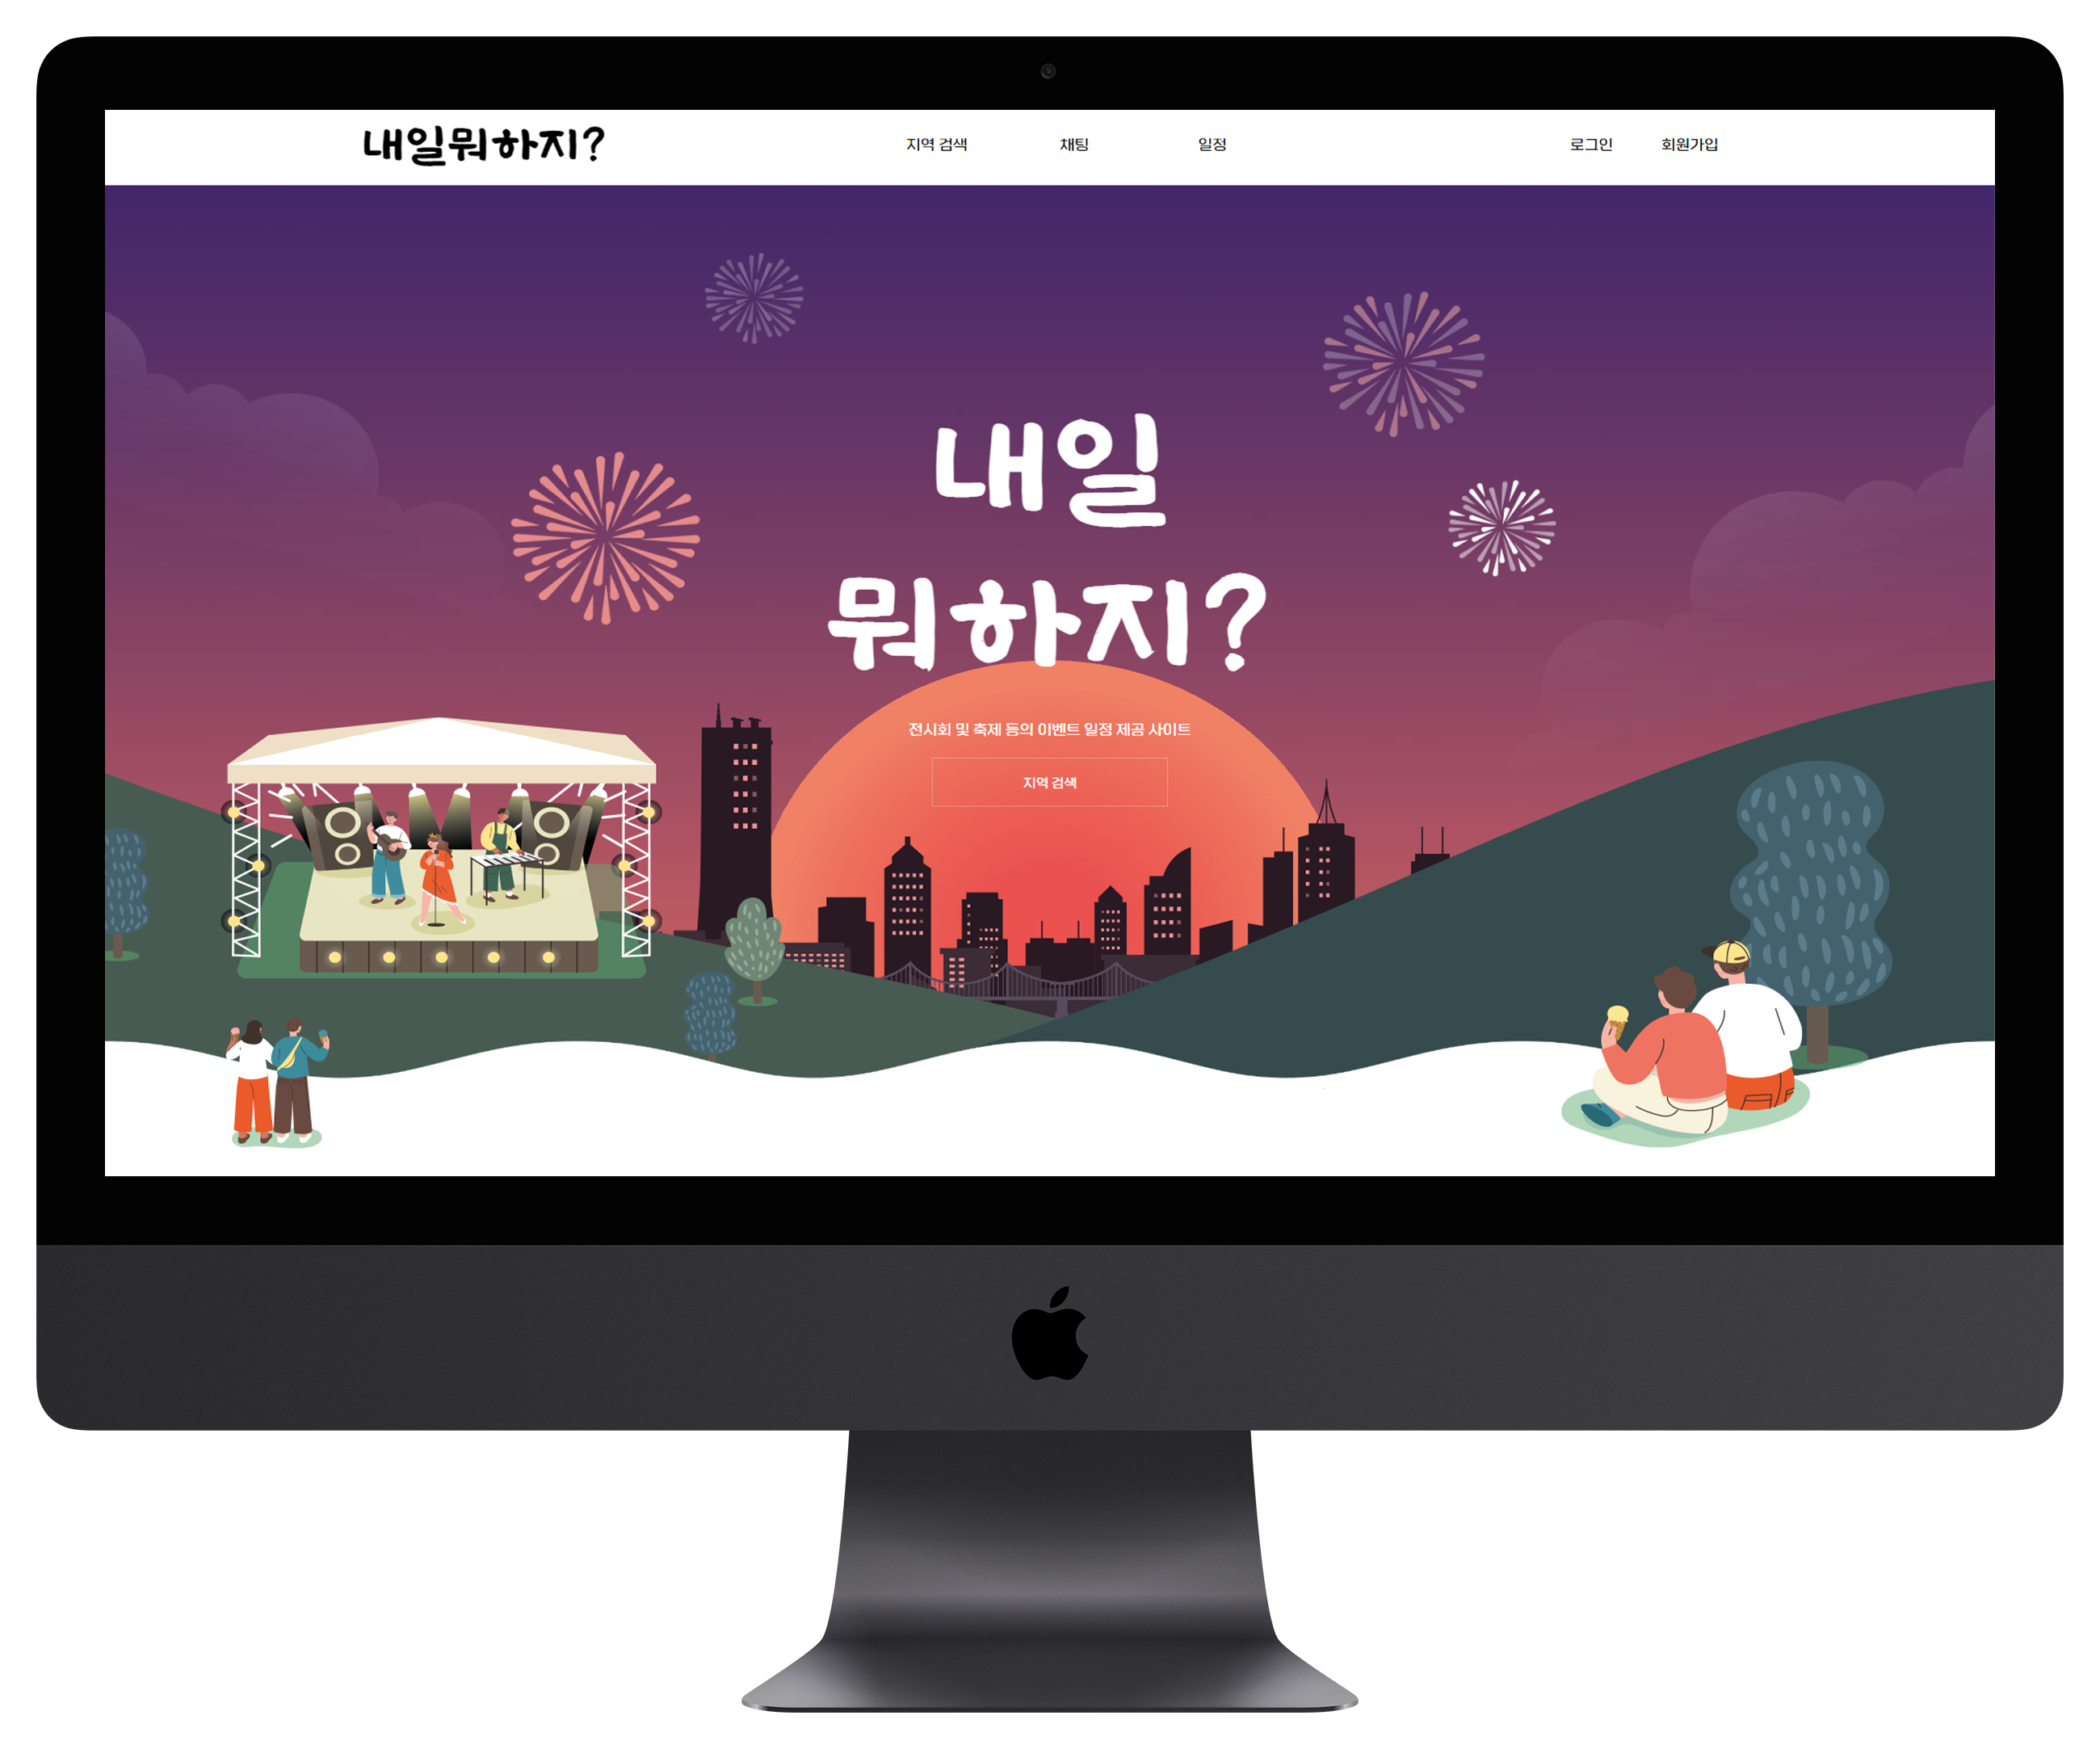 내일뭐하지?
지역 검색 채팅 일정 로그인 회원가입
내일
뭐하지?
전시회 및 축제 등의 이벤트 일정 제공 사이트
지역 검색